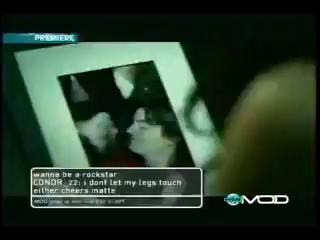 PREMIERE
wanna be a rockstar
CONOR_22: i dont let my legs touch
either cheers matte
MOD